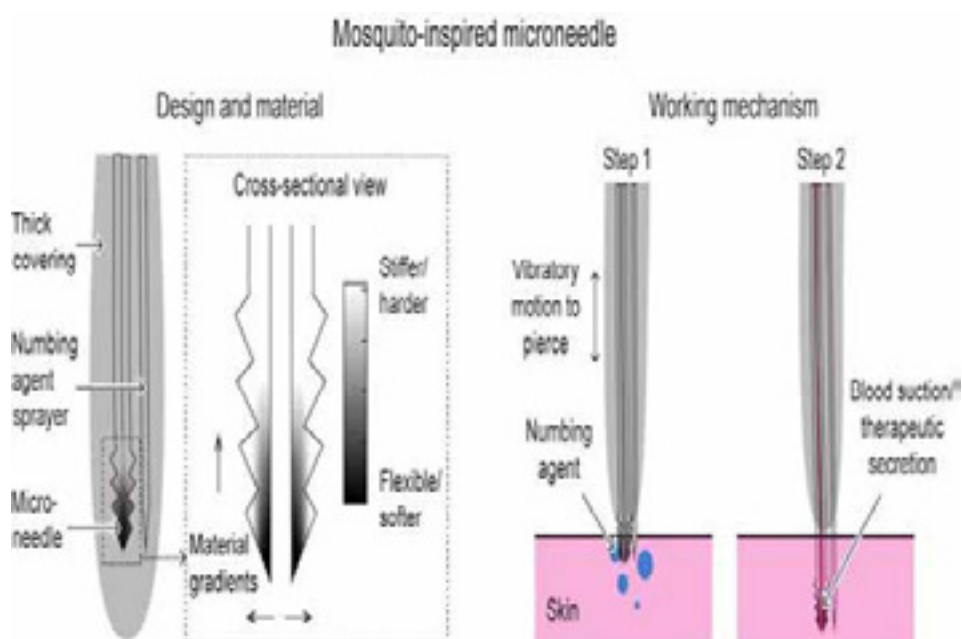 Mosquito-inspired microneedle
Design and material
Working mechanism
Cross-sectional view
Thick
covering
Numbing
agent
sprayer
Micro-
needle
Stiffer/
harder
Flexible/
softer
Material
gradients
Step 1
Step 2
Vibratory
motion to
pierce
Numbing
agent
Skin
Blood suction/
therapeutic
secretion